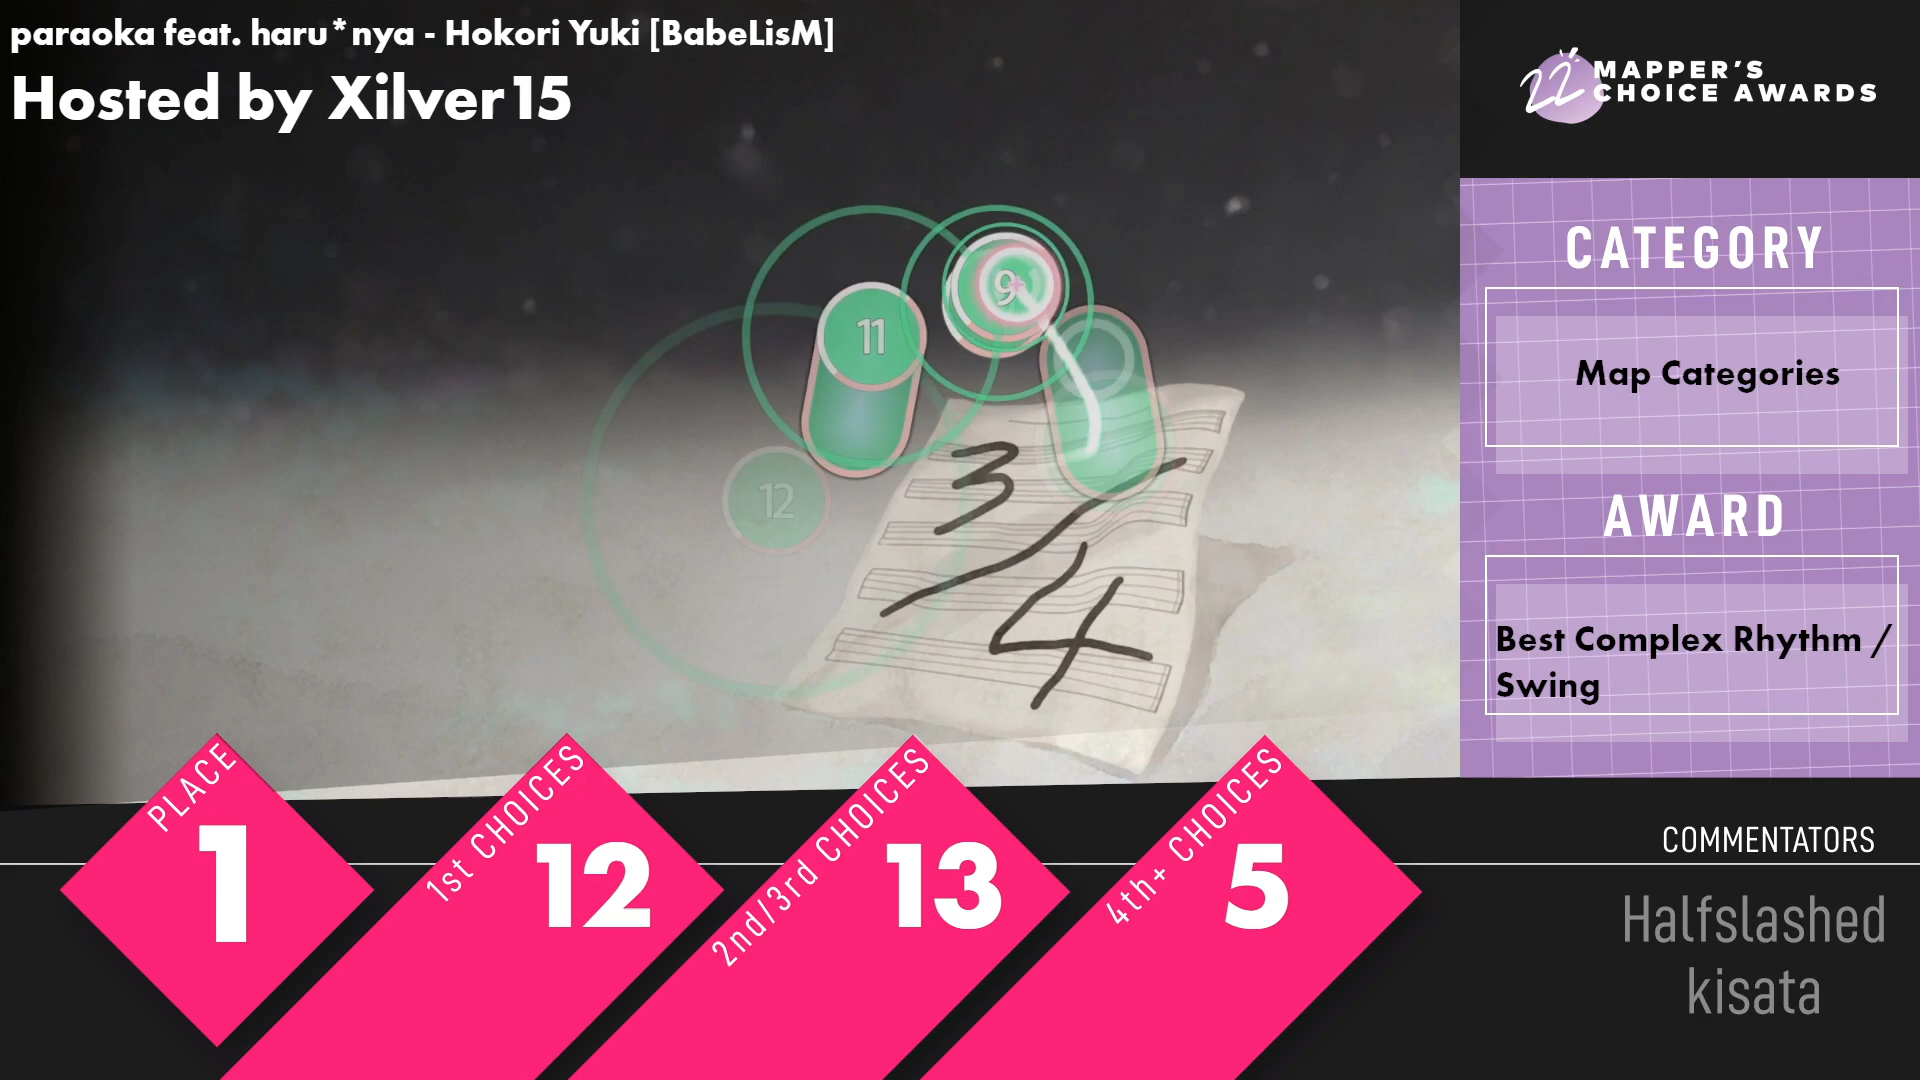 paraoka feat. haru*nya - Hokori Yuki [BabeLisM]
Hosted by Xilver15
22 MAPPER'S
CHOICE AWARDS
CATEGORY
Map Categories
AWARD
Best Complex Rhythm /
Swing
9
11
12
3/4
PLACE
1
1st CHOICES
12
2nd/3rd CHOICES
13
4th+ CHOICES
5
COMMENTATORS
Halfslashed
kisata